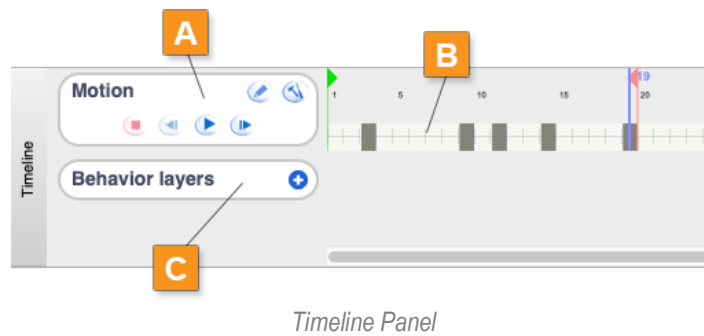 A
B
19
Motion
1 5 10 15 20
Timeline
Behavior layers
C
Timeline Panel